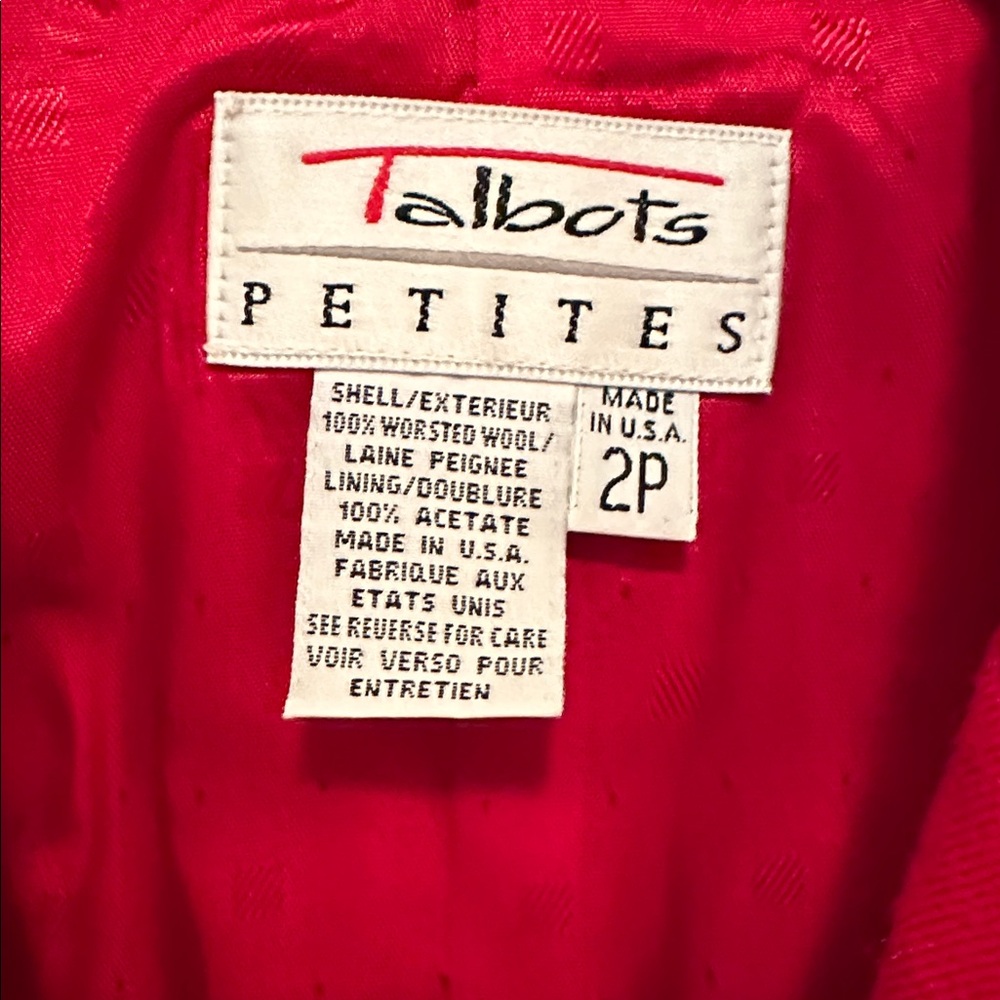 Talbots
PETITES
SHELL/EXTERIEUR
100% WORSTED WOOL/
LAINE PEIGNEE
LINING/DOUBLURE
100% ACETATE
MADE IN U.S.A.
FABRIQUE AUX
ETATS UNIS
SEE REVERSE FOR CARE
VOIR VERSO POUR
ENTRETIEN
MADE
IN U.S.A.
2P